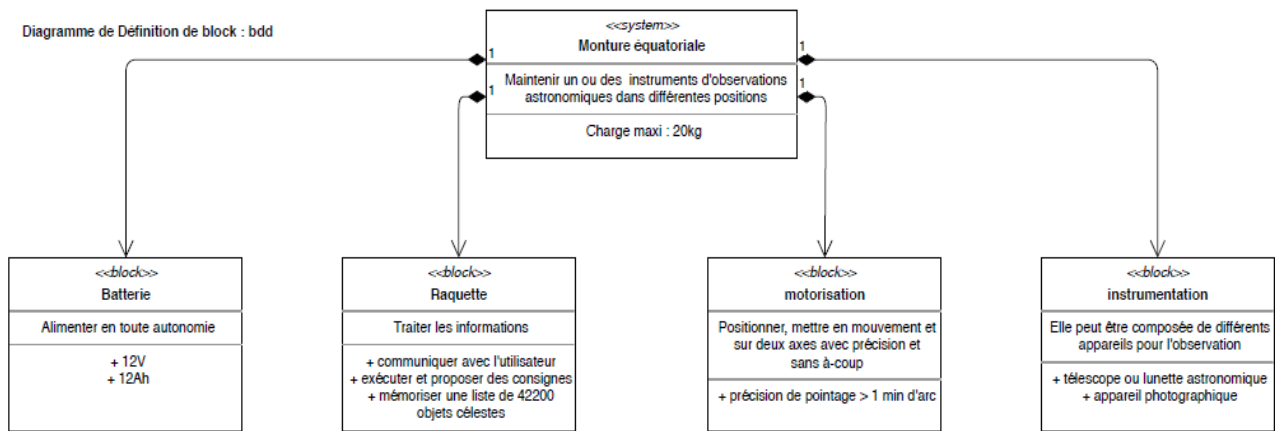 Diagramme de Définition de block : bdd
<<system>>
Monture équatoriale
Maintenir un ou des instruments d'observations
astronomiques dans différentes positions
Charge maxi : 20kg
1
1
1
1
<<block>>
Batterie
Alimenter en toute autonomie
+ 12V
+ 12Ah
<<block>>
Raquette
Traiter les informations
+ communiquer avec l'utilisateur
+ exécuter et proposer des consignes
+ mémoriser une liste de 42200
objets célestes
<<block>>
motorisation
Positionner, mettre en mouvement et
sur deux axes avec précision et
sans à-coup
+ précision de pointage > 1 min d'arc
<<block>>
instrumentation
Elle peut être composée de différents
appareils pour l'observation
+ télescope ou lunette astronomique
+ appareil photographique